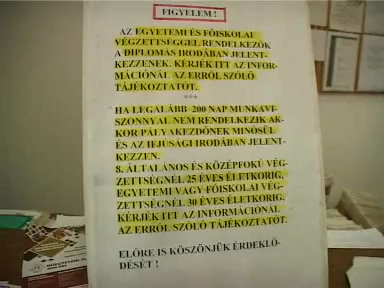 FIGYELEM !
AZ EGYETEMI ÉS FŐISKOLAI
VÉGZETTSÉGGEL RENDELKEZŐK
A DIPLOMÁS IRODÁBAN JELENT-
KEZZENEK. KÉRJÉK ITT AZ INFOR-
MÁCIÓNÁL AZ ERRŐL SZÓLÓ
TÁJÉKOZTATÓT.
***
HA LEGALÁBB 200 NAP MUNKAVI-
SZONNYAL NEM RENDELKEZIK AK-
KOR PÁLYAKEZDŐNEK MINŐSÜL
ÉS AZ IFJUSÁGI IRODÁBAN JELENT-
KEZZEN.
8. ÁLTALÁNOS ÉS KÖZÉPFOKÚ VÉG-
ZETTSÉGNÉL 25 ÉVES ÉLETKORIG,
EGYETEMI VAGY FŐISKOLAI VÉG-
ZETTSÉGNÉL 30 ÉVES ÉLETKORIG.
KÉRJÉK ITT AZ INFORMÁCIÓNÁL
AZ ERRŐL SZÓLÓ TÁJÉKOZTATÓT.
ELŐRE IS KÖSZÖNJÜK ÉRDEKLŐ-
DÉSÉT !